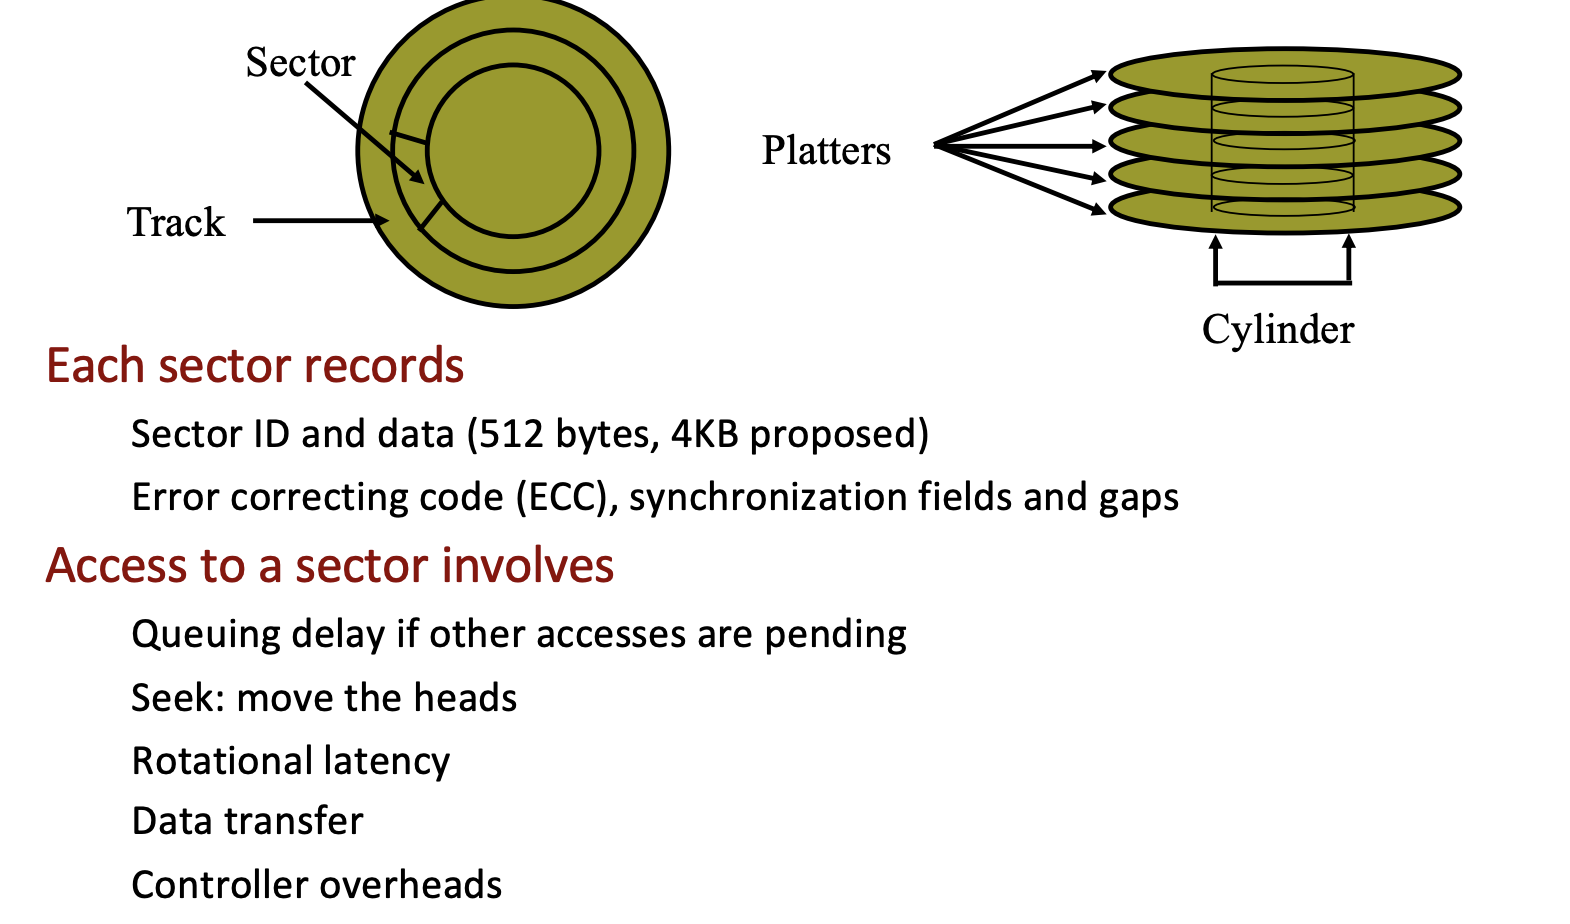 Sector
Track
Platters
Cylinder
Each sector records
Sector ID and data (512 bytes, 4KB proposed)
Error correcting code (ECC), synchronization fields and gaps
Access to a sector involves
Queuing delay if other accesses are pending
Seek: move the heads
Rotational latency
Data transfer
Controller overheads